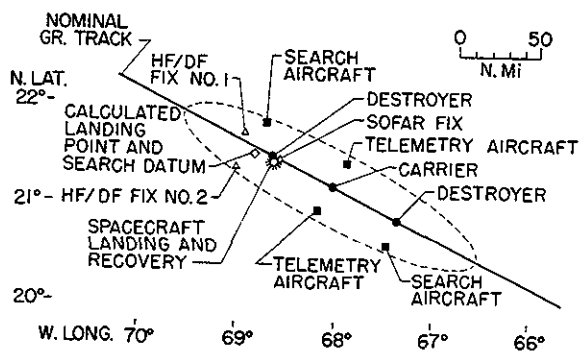 NOMINAL
GR. TRACK
HF/DF
FIX NO. 1
SEARCH
AIRCRAFT
0 50
N. Mi
N. LAT.
22°
CALCULATED
LANDING
POINT AND
SEARCH DATUM
DESTROYER
SOFAR FIX
TELEMETRY AIRCRAFT
CARRIER
DESTROYER
21°
HF/DF FIX NO. 2
SPACECRAFT
LANDING AND
RECOVERY
TELEMETRY
AIRCRAFT
SEARCH
AIRCRAFT
20°
W. LONG. 70° 69° 68° 67° 66°